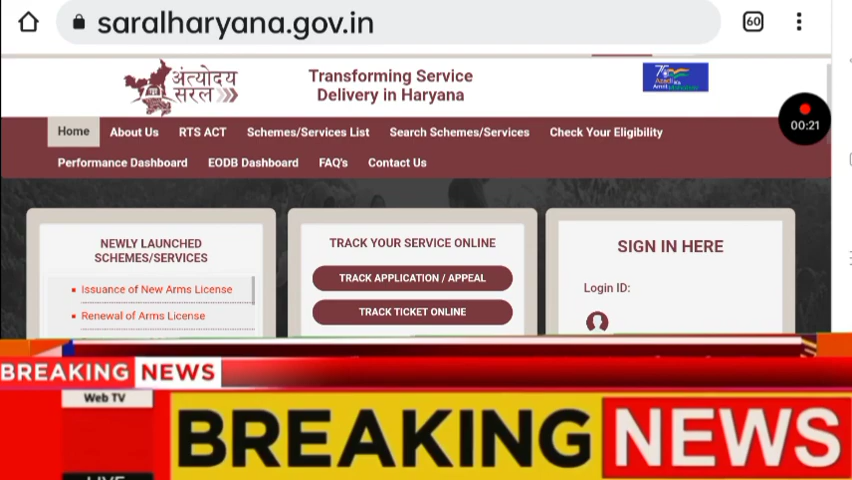 saralharyana.gov.in
60
अंत्योदय
सरल
Transforming Service
Delivery in Haryana
00:21
Home About Us RTS ACT Schemes/Services List Search Schemes/Services Check Your Eligibility
Performance Dashboard EODB Dashboard FAQ's Contact Us
NEWLY LAUNCHED
SCHEMES/SERVICES
Issuance of New Arms License
Renewal of Arms License
TRACK YOUR SERVICE ONLINE
TRACK APPLICATION / APPEAL
TRACK TICKET ONLINE
SIGN IN HERE
Login ID:
BREAKING NEWS
Web TV
BREAKING NEWS
LIVE